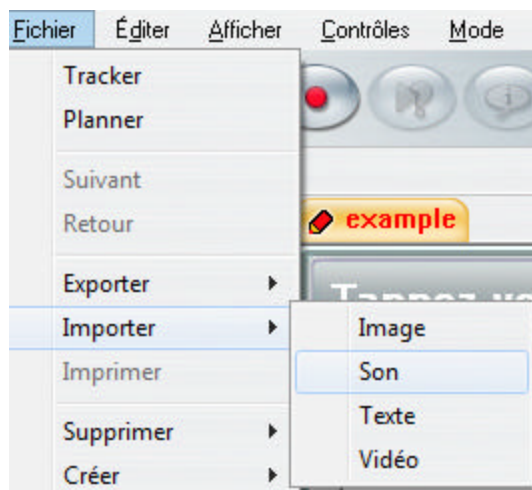 Fichier Éditer Afficher Contrôles Mode
Tracker
Planner
Suivant
Retour
example
Exporter
Tappez
Importer
Image
Imprimer
Son
Texte
Supprimer
Vidéo
Créer